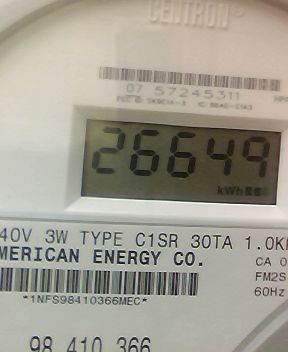 CENTRON®
07 57245311
26649
kWh
40V 3W TYPE C1SR 30TA 1.0K
MERICAN ENERGY CO.
CA 0
FM2S
60Hz
*1NFS98410366MEC*
98 410 366